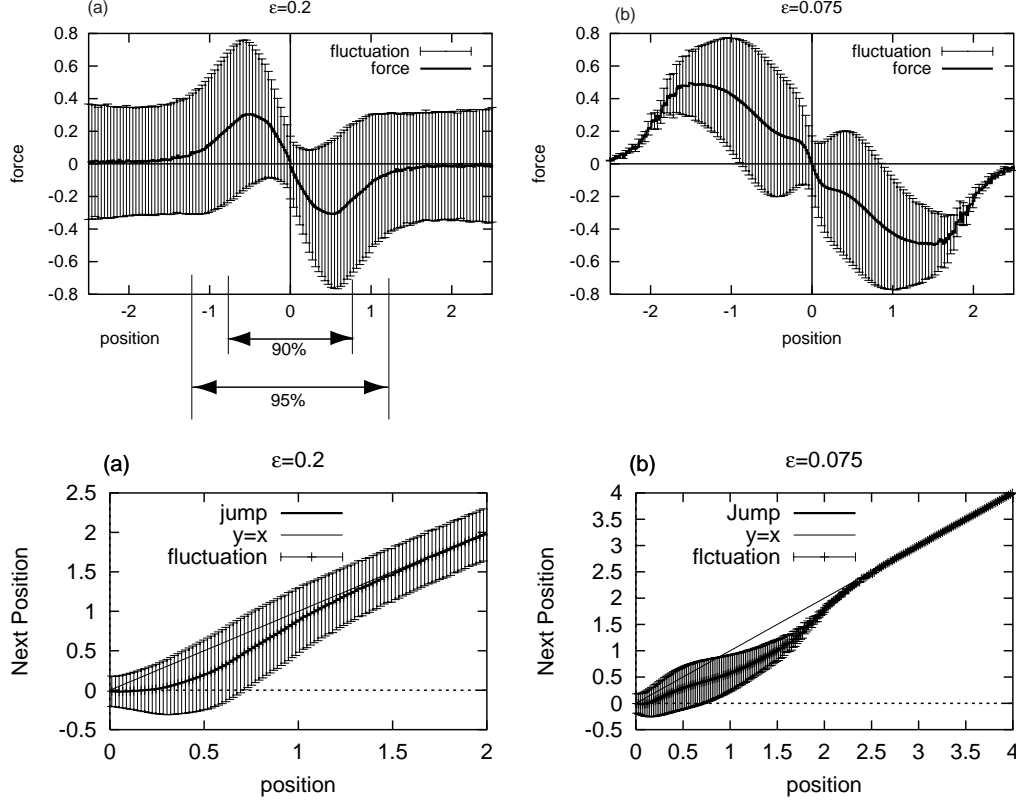 (a)
ε=0.2
fluctuation
force
0.8
0.6
0.4
0.2
0
-0.2
-0.4
-0.6
-0.8
force
-2
-1
0
1
2
position
90%
95%
(b)
ε=0.075
fluctuation
force
0.8
0.6
0.4
0.2
0
-0.2
-0.4
-0.6
-0.8
force
-2
-1
0
1
2
position
(a)
ε=0.2
jump
y=x
fluctuation
2.5
2
1.5
1
0.5
0
-0.5
Next Position
0
0.5
1
1.5
2
position
(b)
ε=0.075
Jump
y=x
flctuation
4
3.5
3
2.5
2
1.5
1
0.5
0
-0.5
Next Position
0
0.5
1
1.5
2
2.5
3
3.5
4
position